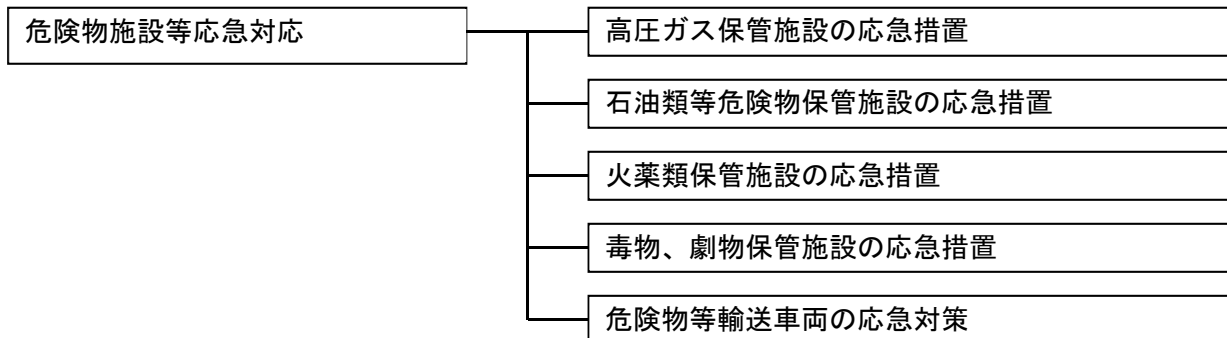 危険物施設等応急対応
高圧ガス保管施設の応急措置
石油類等危険物保管施設の応急措置
火薬類保管施設の応急措置
毒物、劇物保管施設の応急措置
危険物等輸送車両の応急対策